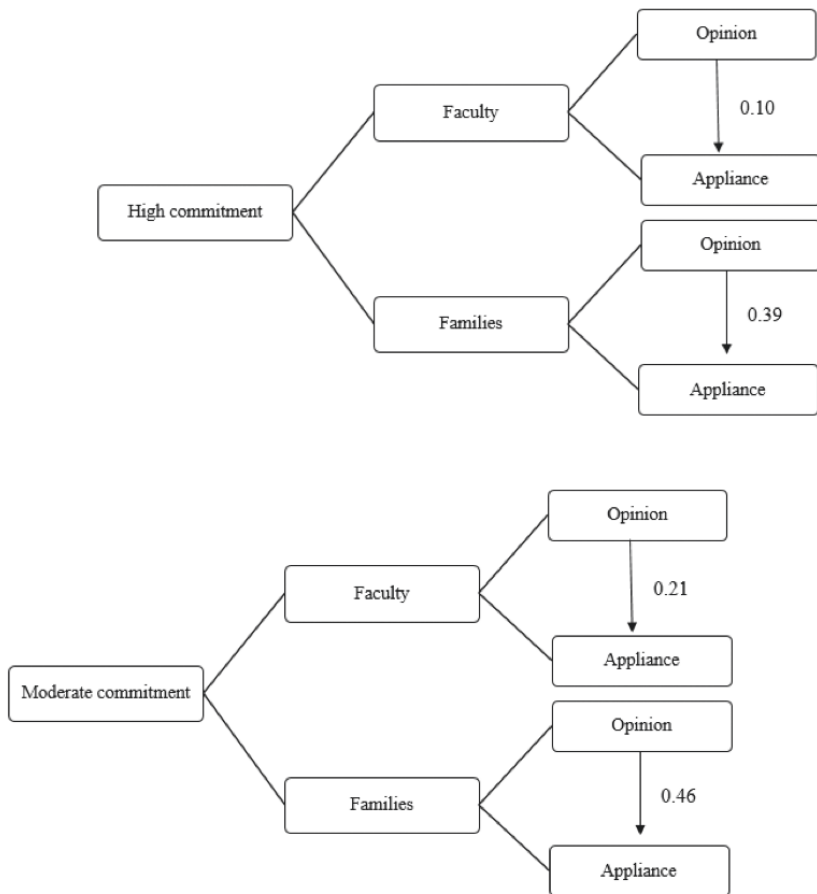 Opinion
0.10
Faculty
Appliance
High commitment
Opinion
0.39
Families
Appliance
Opinion
0.21
Faculty
Appliance
Moderate commitment
Opinion
0.46
Families
Appliance